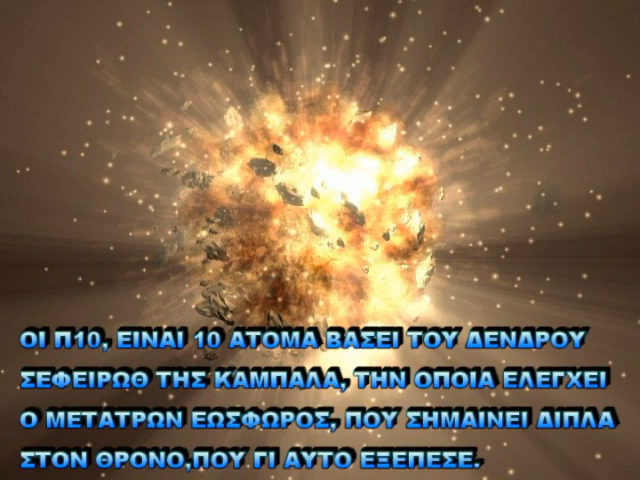 ΟΙ Π10, ΕΙΝΑΙ 10 ΑΤΟΜΑ ΒΑΣΕΙ ΤΟΥ ΔΕΝΔΡΟΥ
ΣΕΦΕΙΡΩΘ ΤΗΣ ΚΑΜΠΑΛΑ, ΤΗΝ ΟΠΟΙΑ ΕΛΕΓΧΕΙ
Ο ΜΕΤΑΤΡΩΝ ΕΩΣΦΩΡΟΣ, ΠΟΥ ΣΗΜΑΙΝΕΙ ΔΙΠΛΑ
ΣΤΟΝ ΘΡΟΝΟ,ΠΟΥ ΓΙ ΑΥΤΟ ΕΞΕΠΕΣΕ.